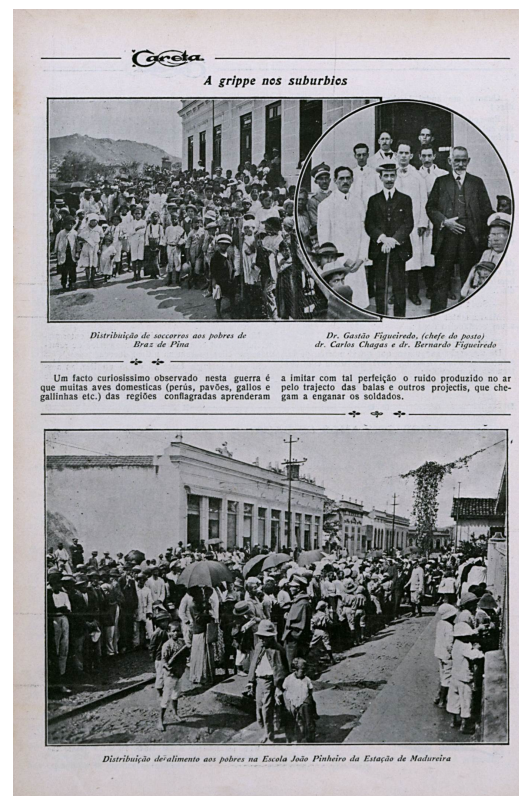 Careta
A grippe nos suburbios
Distribuição de soccorros aos pobres de
Braz de Pina
Dr. Gastão Figueiredo, (chefe do posto)
dr. Carlos Chagas e dr. Bernardo Figueiredo
Um facto curiosissimo observado nesta guerra é
que muitas aves domesticas (perús, pavões, gallos e
gallinhas etc.) das regiões conflagradas aprenderam
a imitar com tal perfeição o ruido produzido no ar
pelo trajecto das balas e outros projectis, que che-
gam a enganar os soldados.
Distribuição de alimento aos pobres na Escola João Pinheiro da Estação de Madureira